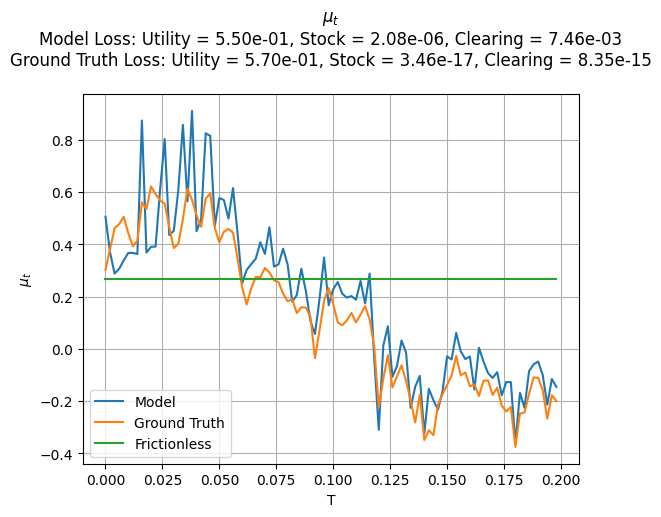 μt
Model Loss: Utility = 5.50e-01, Stock = 2.08e-06, Clearing = 7.46e-03
Ground Truth Loss: Utility = 5.70e-01, Stock = 3.46e-17, Clearing = 8.35e-15
0.8
0.6
0.4
0.2
0.0
−0.2
−0.4
μt
Model
Ground Truth
Frictionless
0.000 0.025 0.050 0.075 0.100 0.125 0.150 0.175 0.200
T